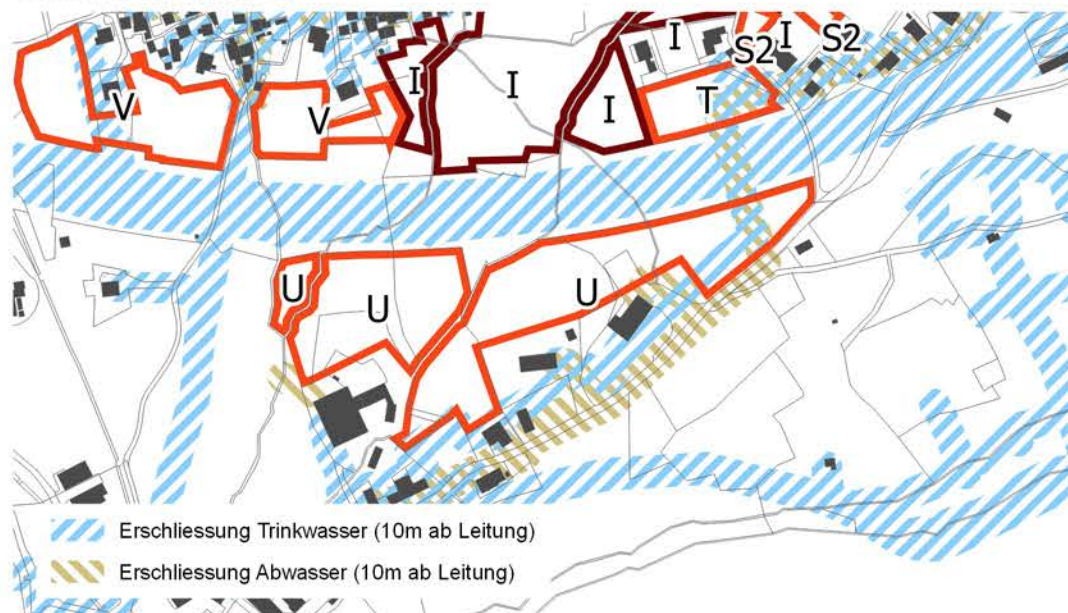 I
I
S2
S2
I
I
V
V
I
T
U
U
U
Erschliessung Trinkwasser (10m ab Leitung)
Erschliessung Abwasser (10m ab Leitung)